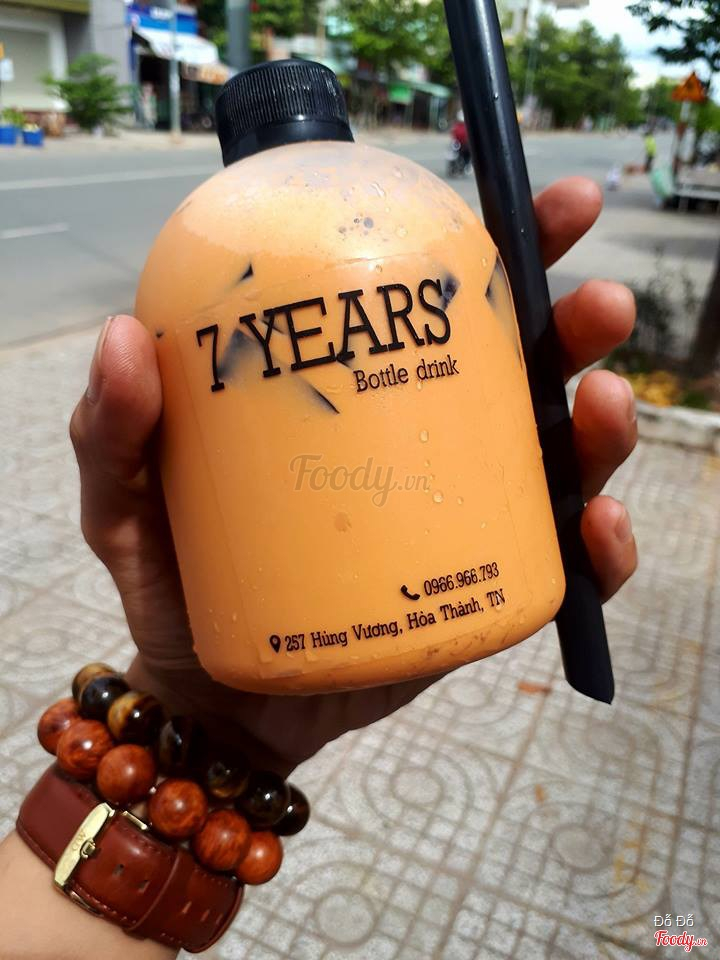 7 YEARS
Bottle drink
Foody.vn
0966.966.793
257 Hùng Vương, Hòa Thành, TN
Đỗ Đỗ
Foody.vn